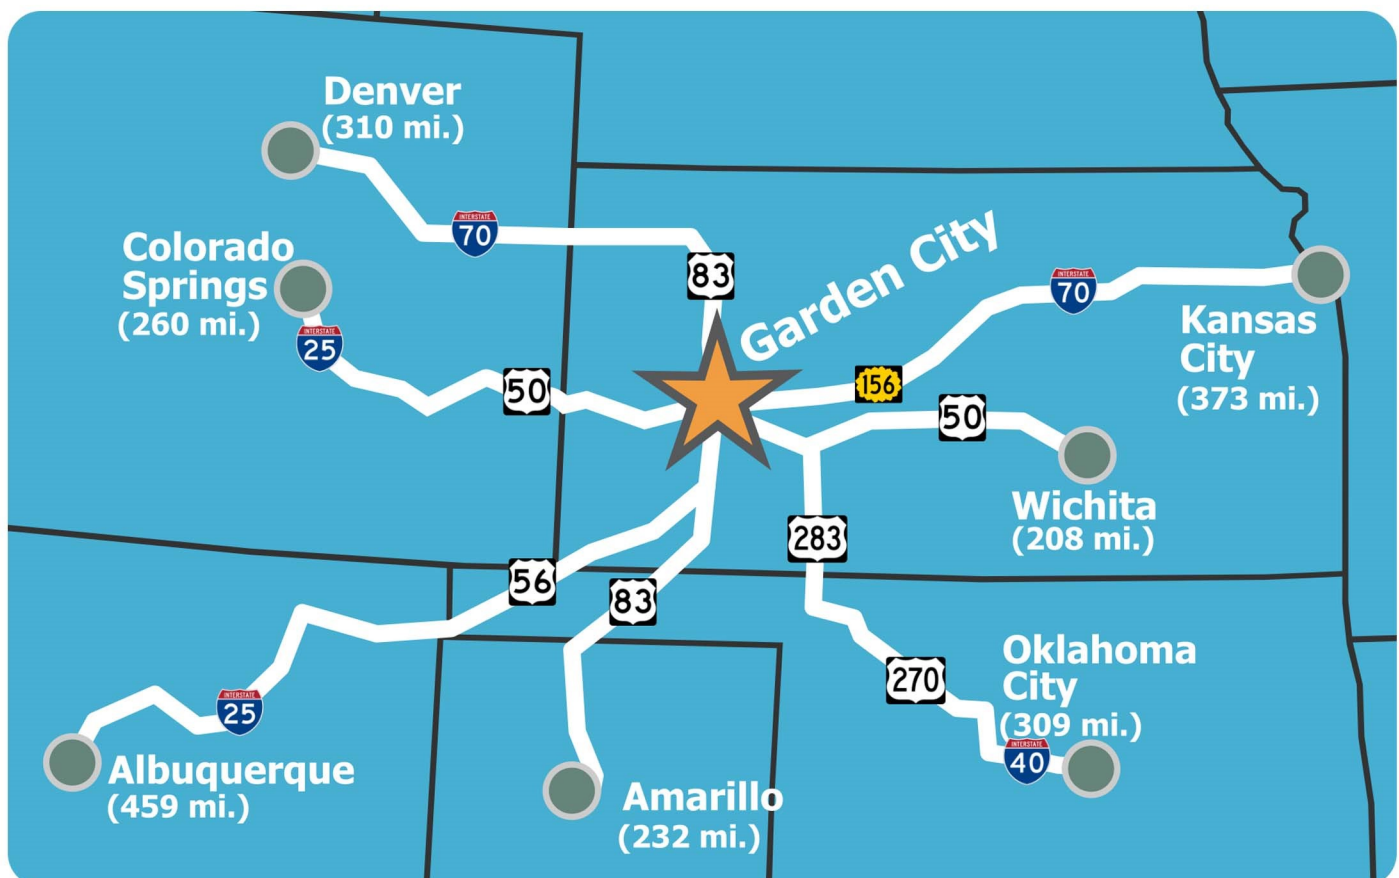 Denver
(310 mi.)
INTERSTATE
70
83
Colorado
Springs
(260 mi.)
INTERSTATE
25
50
Garden City
156
INTERSTATE
70
Kansas
City
(373 mi.)
50
Wichita
(208 mi.)
283
56
83
270
Oklahoma
City
(309 mi.)
INTERSTATE
40
INTERSTATE
25
Albuquerque
(459 mi.)
Amarillo
(232 mi.)